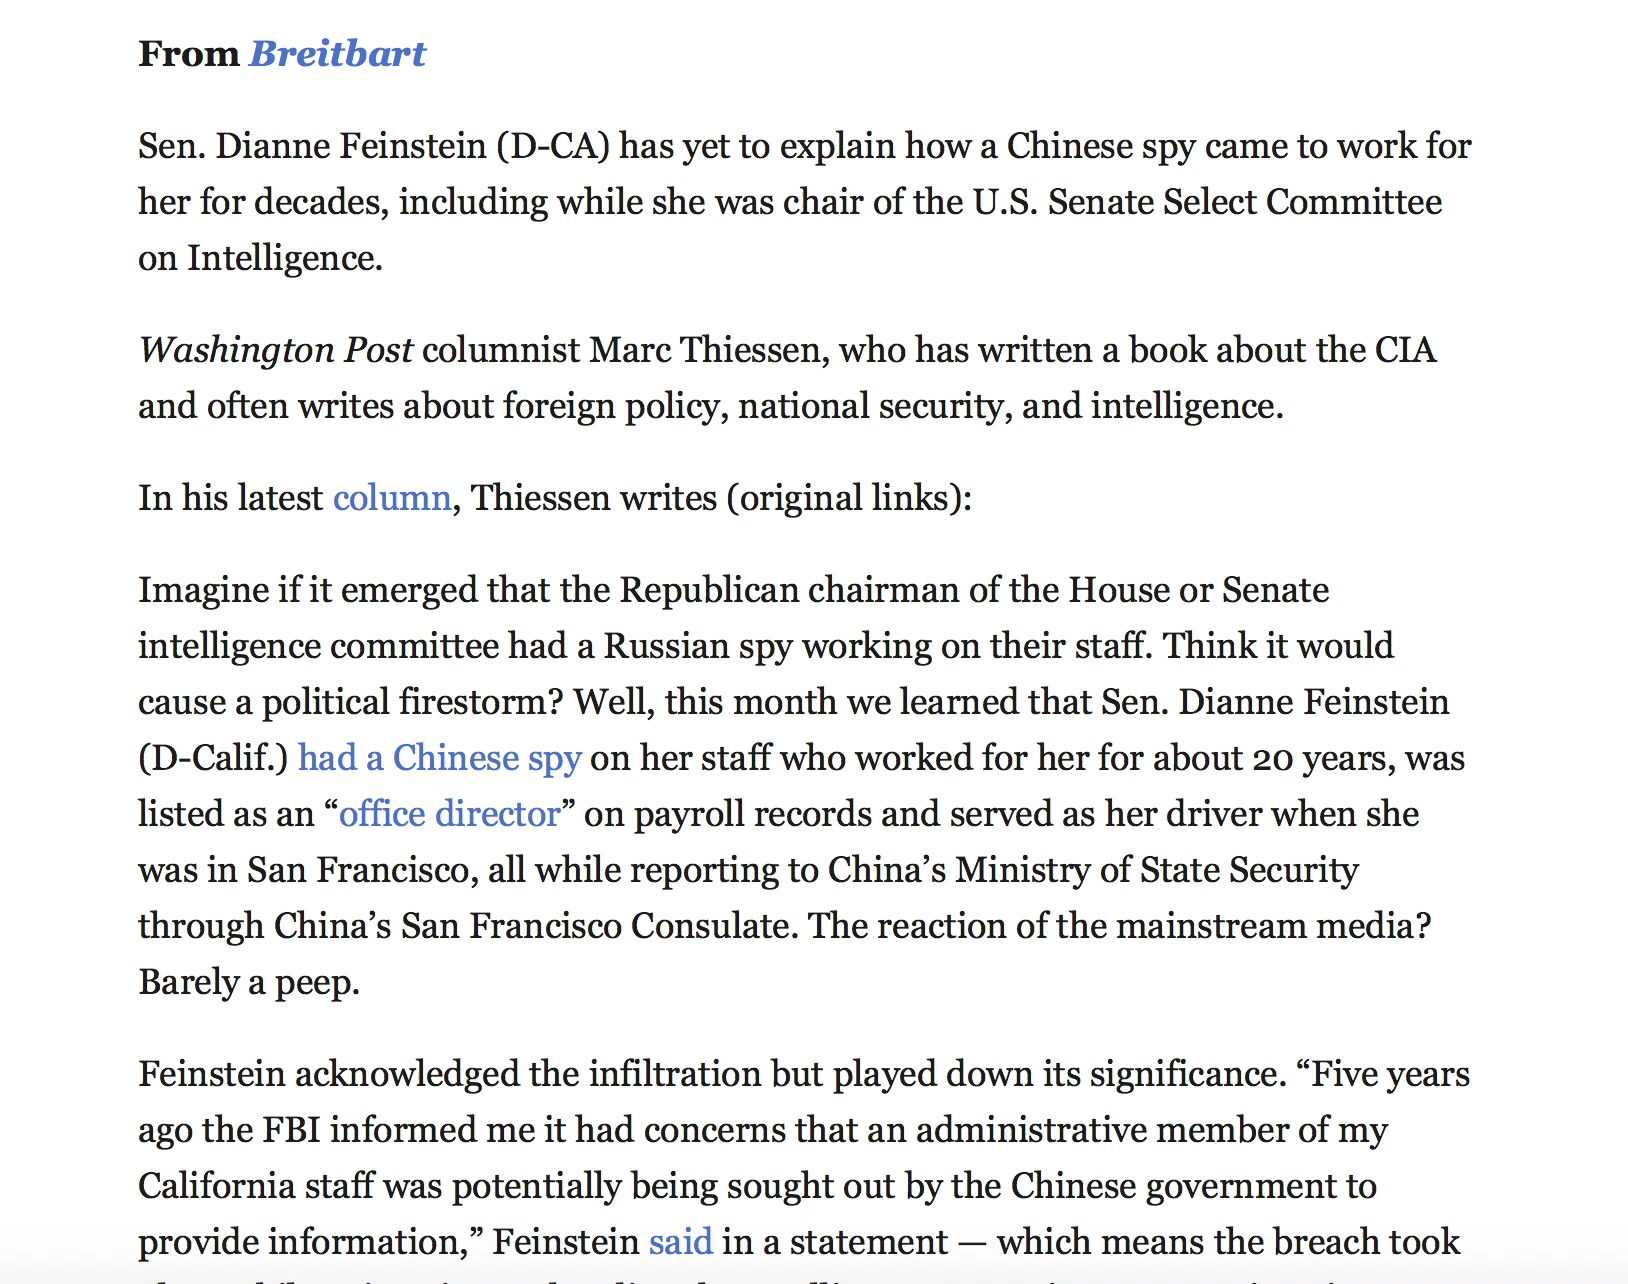 From Breitbart
Sen. Dianne Feinstein (D-CA) has yet to explain how a Chinese spy came to work for
her for decades, including while she was chair of the U.S. Senate Select Committee
on Intelligence.
Washington Post columnist Marc Thiessen, who has written a book about the CIA
and often writes about foreign policy, national security, and intelligence.
In his latest column, Thiessen writes (original links):
Imagine if it emerged that the Republican chairman of the House or Senate
intelligence committee had a Russian spy working on their staff. Think it would
cause a political firestorm? Well, this month we learned that Sen. Dianne Feinstein
(D-Calif.) had a Chinese spy on her staff who worked for her for about 20 years, was
listed as an “office director” on payroll records and served as her driver when she
was in San Francisco, all while reporting to China’s Ministry of State Security
through China’s San Francisco Consulate. The reaction of the mainstream media?
Barely a peep.
Feinstein acknowledged the infiltration but played down its significance. “Five years
ago the FBI informed me it had concerns that an administrative member of my
California staff was potentially being sought out by the Chinese government to
provide information,” Feinstein said in a statement — which means the breach took